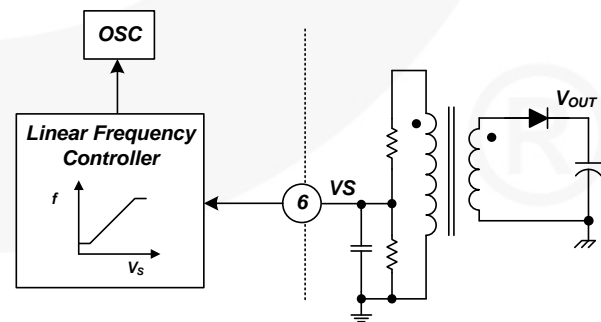 OSC
Linear Frequency
Controller
f
VS
6
VS
VOUT
®